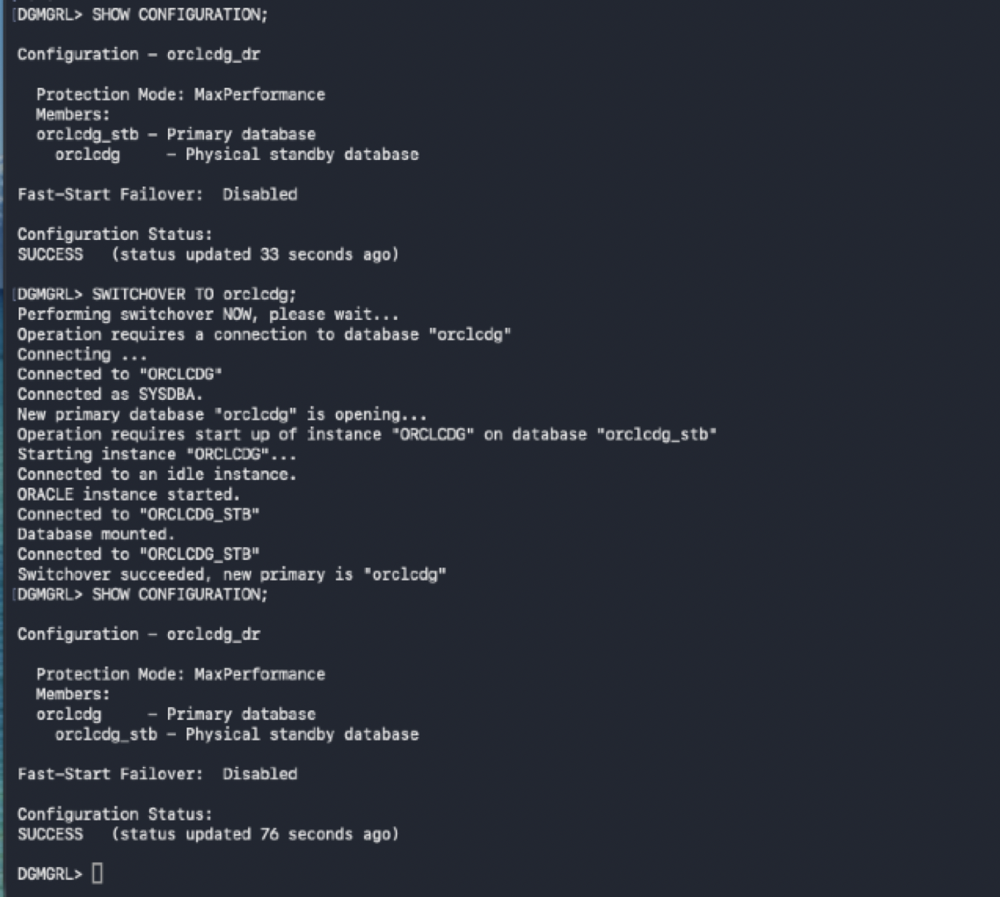 DGMGRL> SHOW CONFIGURATION;
Configuration – orclcdg_dr
Protection Mode: MaxPerformance
Members:
orclcdg_stb – Primary database
orclcdg – Physical standby database
Fast–Start Failover: Disabled
Configuration Status:
SUCCESS (status updated 33 seconds ago)
DGMGRL> SWITCHOVER TO orclcdg;
Performing switchover NOW, please wait...
Operation requires a connection to database "orclcdg"
Connecting ...
Connected to "ORCLCDG"
Connected as SYSDBA.
New primary database "orclcdg" is opening...
Operation requires start up of instance "ORCLCDG" on database "orclcdg_stb"
Starting instance "ORCLCDG"...
Connected to an idle instance.
ORACLE instance started.
Connected to "ORCLCDG_STB"
Database mounted.
Connected to "ORCLCDG_STB"
Switchover succeeded, new primary is "orclcdg"
DGMGRL> SHOW CONFIGURATION;
Configuration – orclcdg_dr
Protection Mode: MaxPerformance
Members:
orclcdg – Primary database
orclcdg_stb – Physical standby database
Fast–Start Failover: Disabled
Configuration Status:
SUCCESS (status updated 76 seconds ago)
DGMGRL>